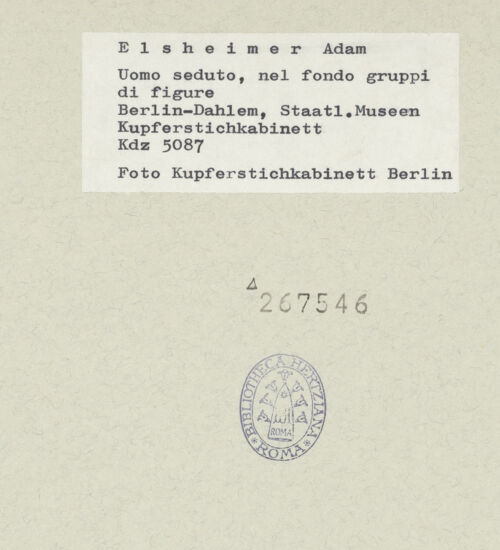 Elsheimer Adam
Uomo seduto, nel fondo gruppi
di figure
Berlin-Dahlem, Staatl.Museen
Kupferstichkabinett
Kdz 5087
Foto Kupferstichkabinett Berlin
Δ
267546
BIBLIOTHECA HERTZIANA
ROMA
* ROMA *